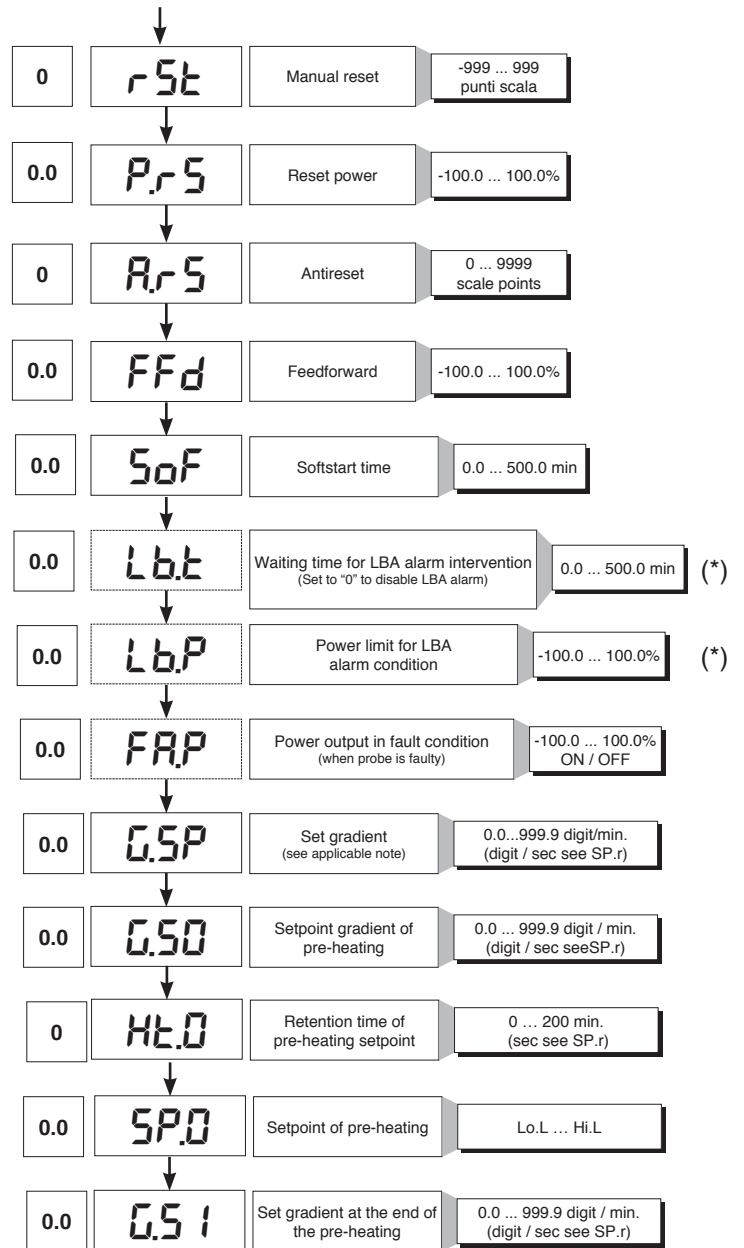 0
rSt
Manual reset
-999 ... 999
punti scala
0.0
P.rS
Reset power
-100.0 ... 100.0%
0
A.rS
Antireset
0 ... 9999
scale points
0.0
FFd
Feedforward
-100.0 ... 100.0%
0.0
SoF
Softstart time
0.0 ... 500.0 min
0.0
Lb.t
Waiting time for LBA alarm intervention
(Set to “0” to disable LBA alarm)
0.0 ... 500.0 min
(*)
0.0
Lb.P
Power limit for LBA
alarm condition
-100.0 ... 100.0%
(*)
0.0
FA.P
Power output in fault condition
(when probe is faulty)
-100.0 ... 100.0%
ON / OFF
0.0
G.SP
Set gradient
(see applicable note)
0.0...999.9 digit/min.
(digit / sec see SP.r)
0.0
G.S0
Setpoint gradient of
pre-heating
0.0 ... 999.9 digit / min.
(digit / sec seeSP.r)
0
Ht.0
Retention time of
pre-heating setpoint
0 … 200 min.
(sec see SP.r)
0.0
SP.0
Setpoint of pre-heating
Lo.L … Hi.L
0.0
G.S1
Set gradient at the end of
the pre-heating
0.0 ... 999.9 digit / min.
(digit / sec see SP.r)